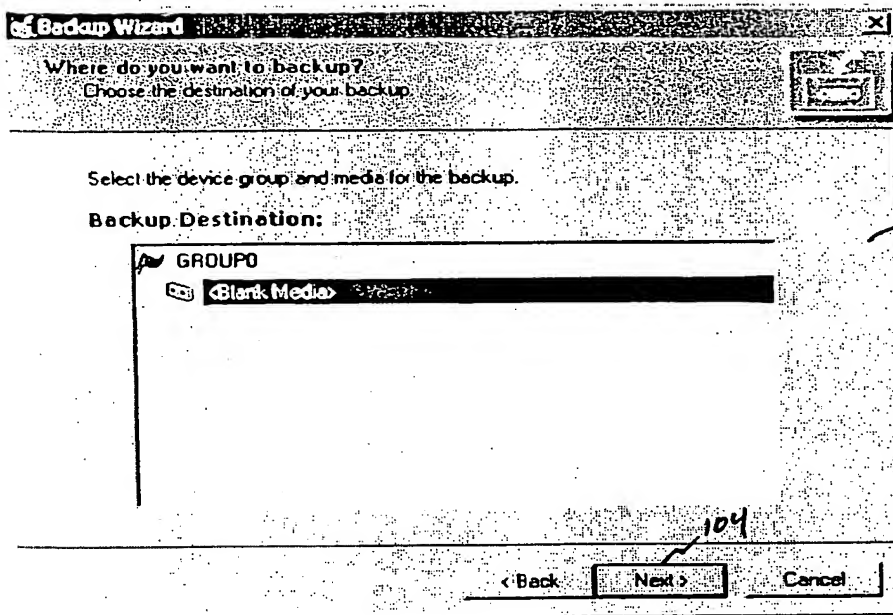 Backup Wizard
Where do you want to backup?
Choose the destination of your backup.
Select the device group and media for the backup.
Backup Destination:
GROUP0
<Blank Media>
104
< Back Next > Cancel